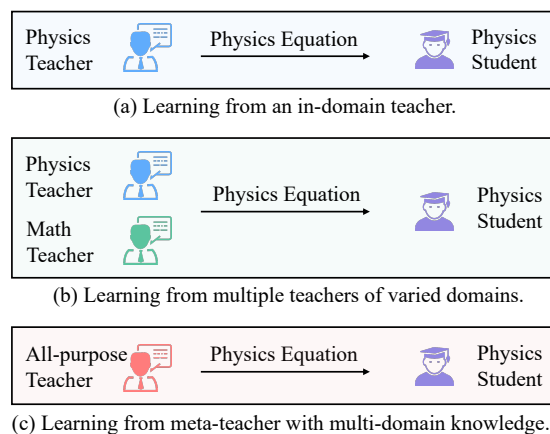 Physics Teacher
Physics Equation
Physics Student
(a) Learning from an in-domain teacher.
Physics Teacher
Math Teacher
Physics Equation
Physics Student
(b) Learning from multiple teachers of varied domains.
All-purpose Teacher
Physics Equation
Physics Student
(c) Learning from meta-teacher with multi-domain knowledge.